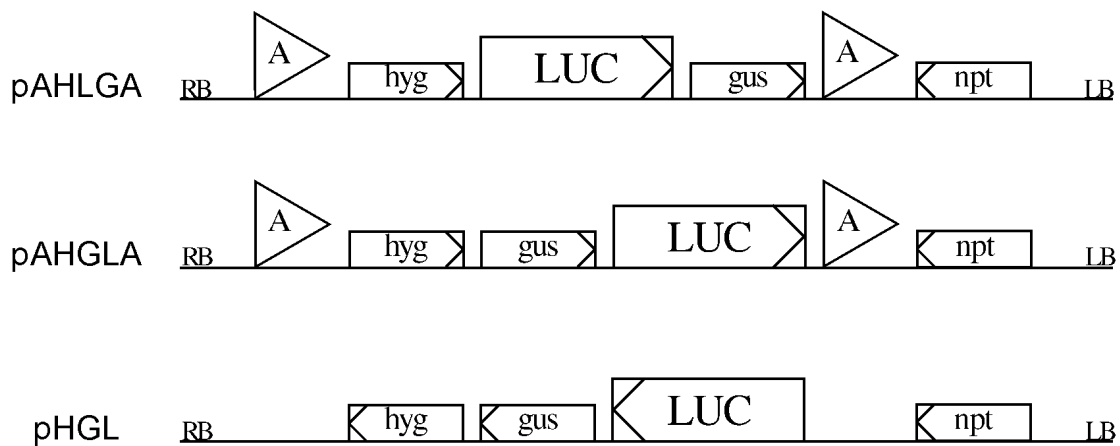 pAHLGA RB A hyg LUC gus A npt LB
pAHGLA RB A hyg gus LUC A npt LB
pHGL RB hyg gus LUC npt LB